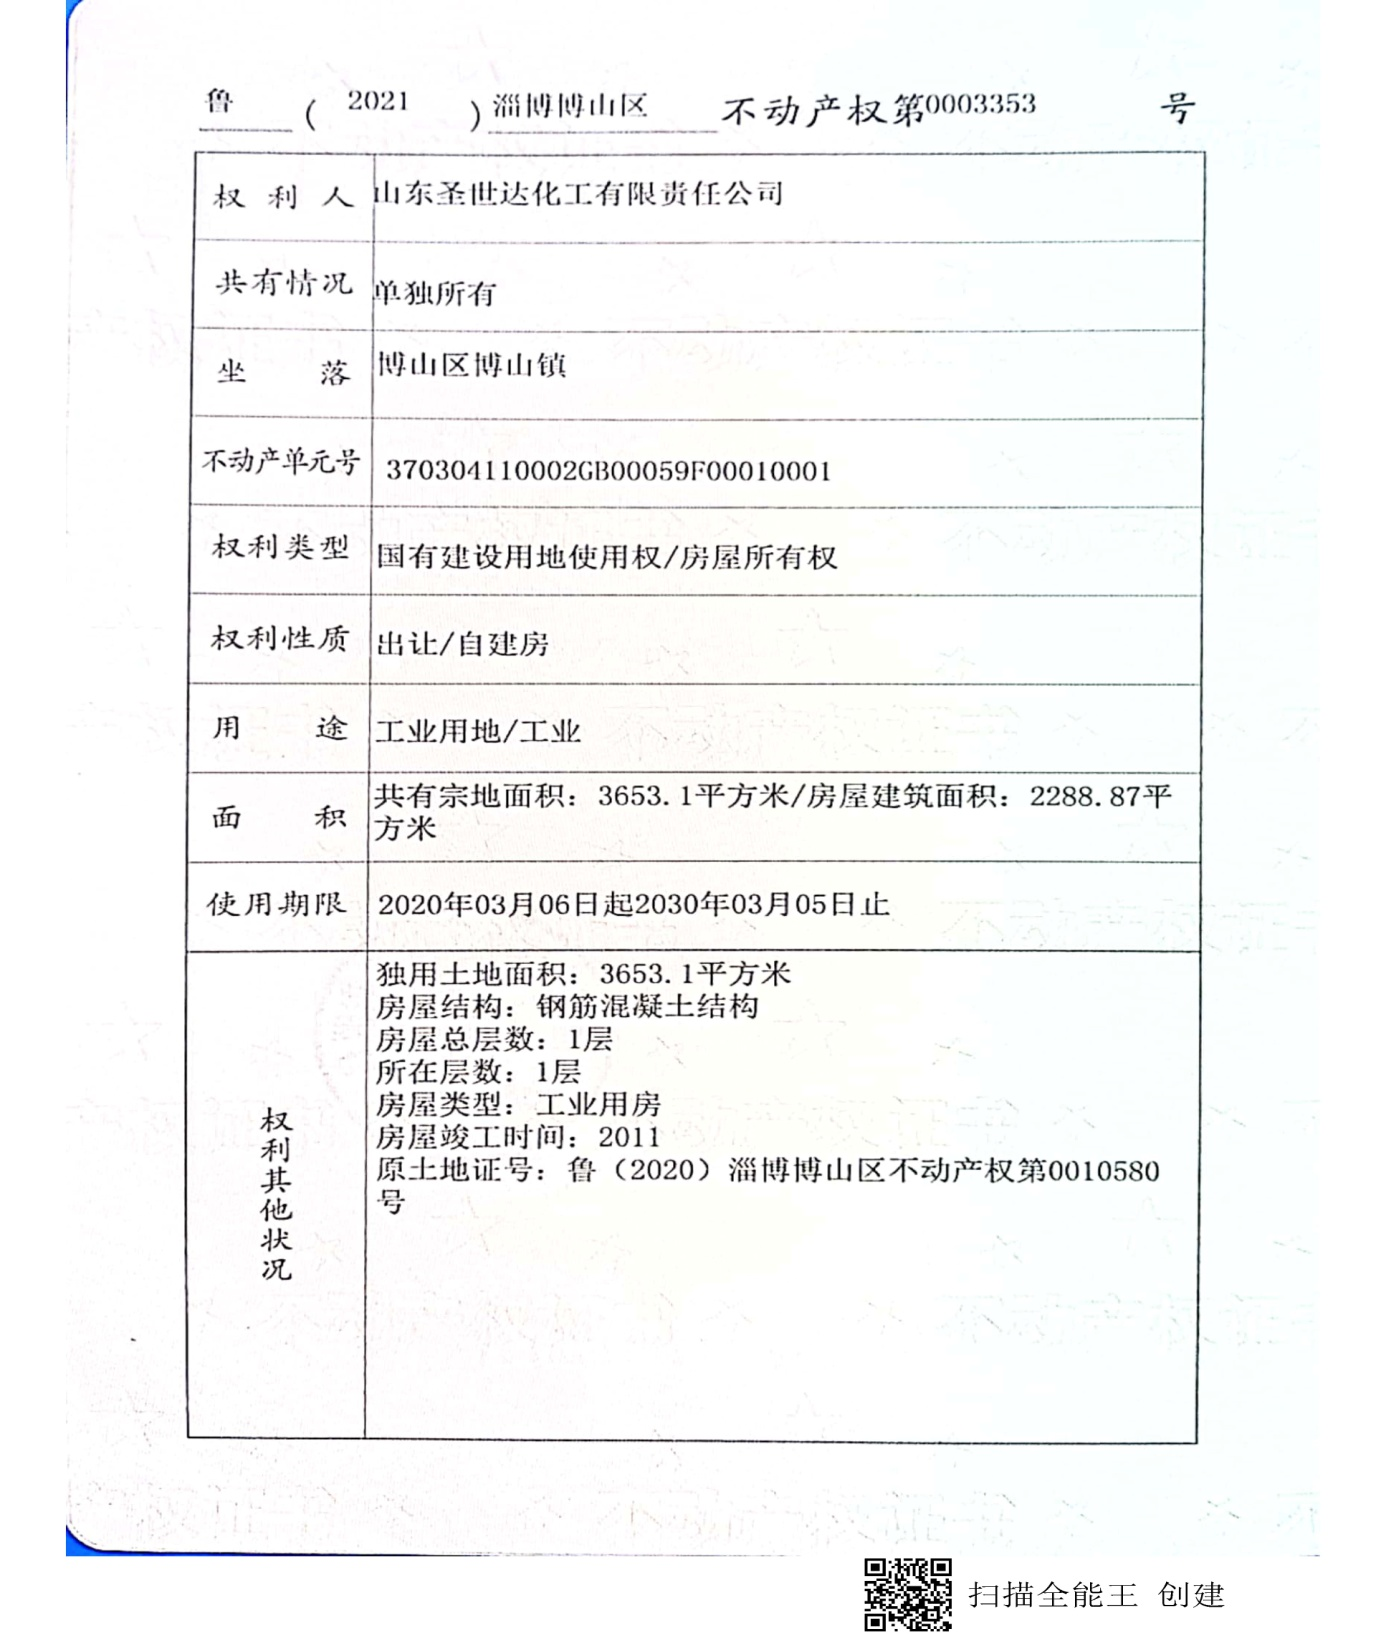 鲁 ( 2021 ) 淄博博山区 不动产权第0003353 号
权利人 山东圣世达化工有限责任公司
共有情况 单独所有
坐落 博山区博山镇
不动产单元号 370304110002GB00059F00010001
权利类型 国有建设用地使用权/房屋所有权
权利性质 出让/自建房
用途 工业用地/工业
面积 共有宗地面积：3653.1平方米/房屋建筑面积：2288.87平
方米
使用期限 2020年03月06日起2030年03月05日止
权利其他状况
独用土地面积：3653.1平方米
房屋结构：钢筋混凝土结构
房屋总层数：1层
所在层数：1层
房屋类型：工业用房
房屋竣工时间：2011
原土地证号：鲁（2020）淄博博山区不动产权第0010580
号
扫描全能王 创建